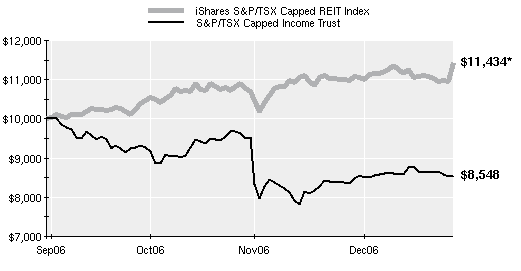 iShares S&P/TSX Capped REIT Index
S&P/TSX Capped Income Trust
$12,000
$11,000
$10,000
$9,000
$8,000
$7,000
$11,434*
$8,548
Sep06 Oct06 Nov06 Dec06